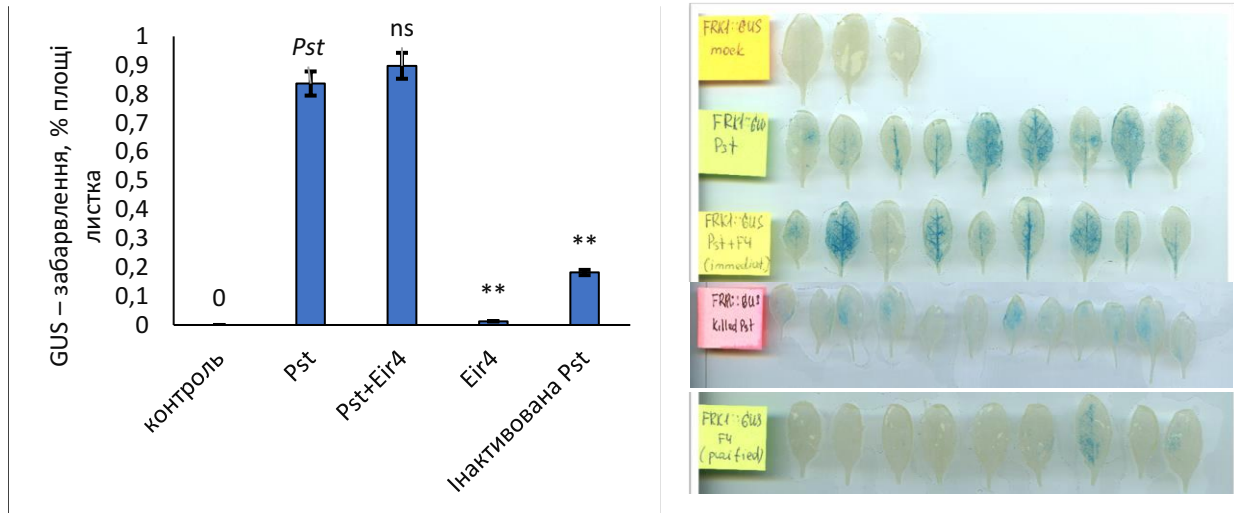 GUS – забарвлення, % площі
листка
1
0,9
0,8
0,7
0,6
0,5
0,4
0,3
0,2
0,1
0
0
Pst
ns
**
**
контроль
Pst
Pst+Eir4
Eir4
Інактивована Pst
FRK1::GUS
mock
FRK1::GUS
Pst
FRK1::GUS
Pst+F4
(immediat.)
FRK1::GUS
killed Pst
FRK1::GUS
F4
(purified)